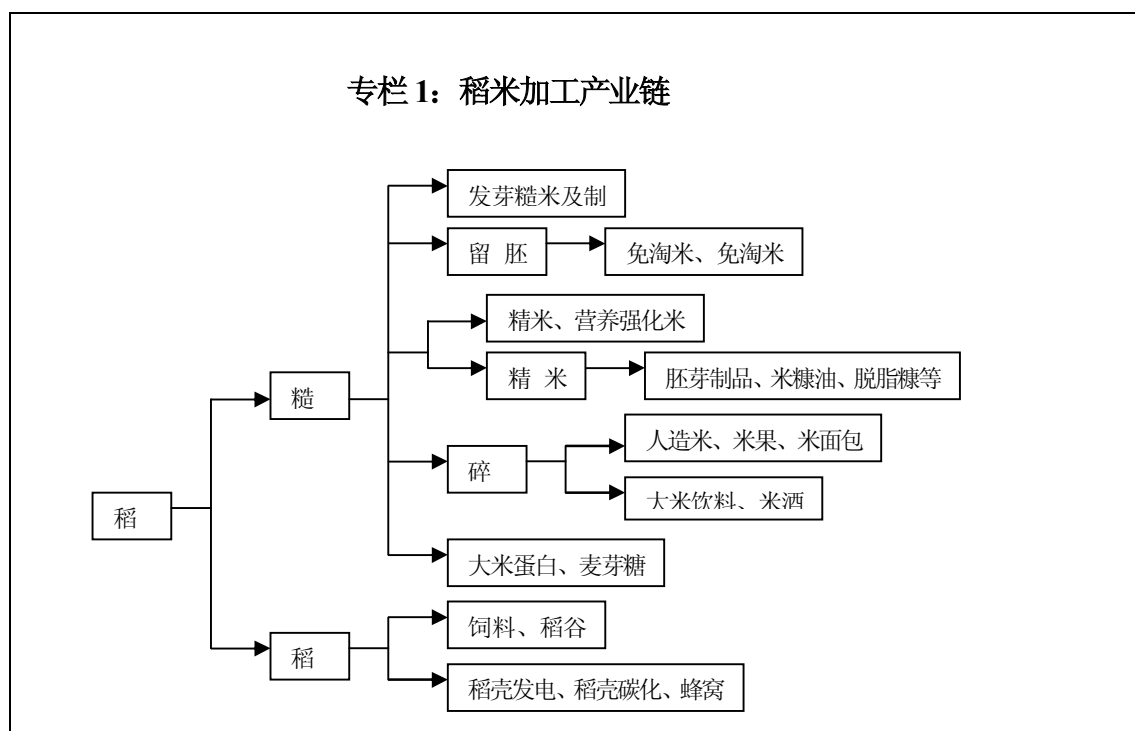 专栏 1：稻米加工产业链
发芽糙米及制
留 胚
免淘米、免淘米
精米、营养强化米
精 米
胚芽制品、米糠油、脱脂糠等
糙
人造米、米果、米面包
碎
大米饮料、米酒
稻
大米蛋白、麦芽糖
饲料、稻谷
稻
稻壳发电、稻壳碳化、蜂窝